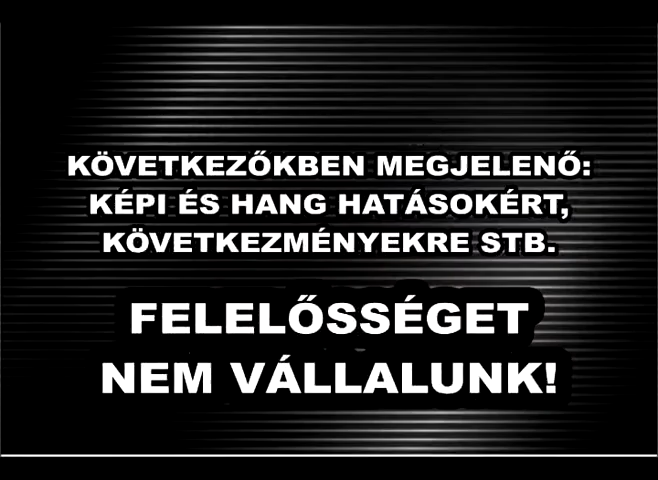 KÖVETKEZŐKBEN MEGJELENŐ:
KÉPI ÉS HANG HATÁSOKÉRT,
KÖVETKEZMÉNYEKRE STB.
FELELŐSSÉGET
NEM VÁLLALUNK!